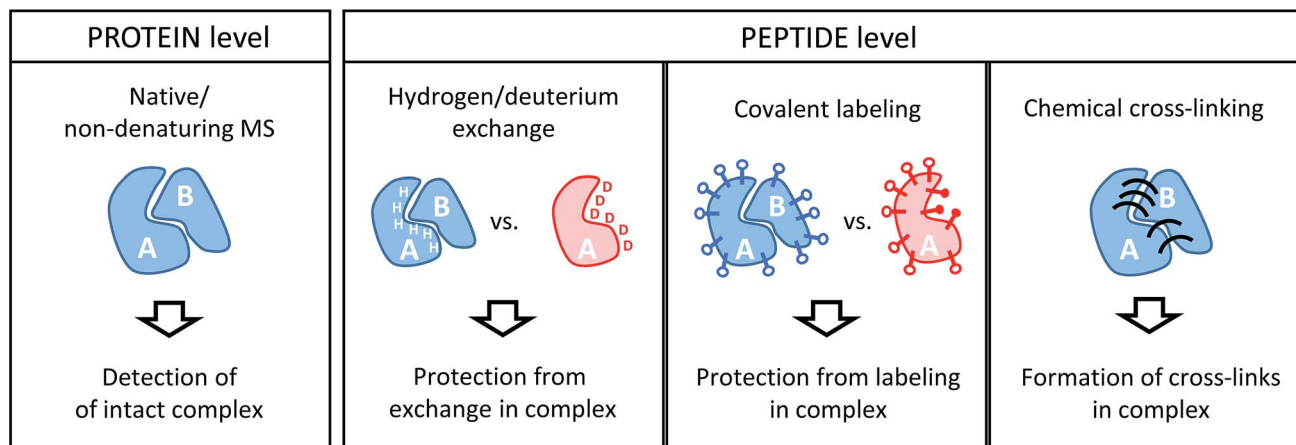 PROTEIN level
PEPTIDE level
Native/
non-denaturing MS
A
B
Detection of
of intact complex
Hydrogen/deuterium
exchange
H
H
H
H
H
H
A
B
vs.
D
D
D
D
D
D
D
A
Protection from
exchange in complex
Covalent labeling
A
B
vs.
A
Protection from labeling
in complex
Chemical cross-linking
A
B
Formation of cross-links
in complex